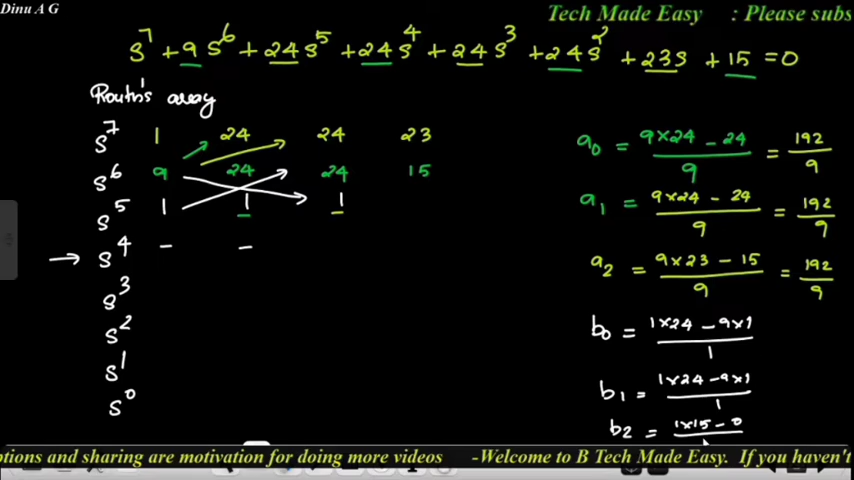 Dinu A G
Tech Made Easy : Please subs
s⁷ + 9s⁶ + 24s⁵ + 24s⁴ + 24s³ + 24s² + 23s + 15 = 0
Routh's array
s⁷ 1 24 24 23
s⁶ 9 24 24 15
s⁵ 1 1 1
→ s⁴ - -
s³
s²
s¹
s⁰
a₀ = (9×24 - 24)/9 = 192/9
a₁ = (9×24 - 24)/9 = 192/9
a₂ = (9×23 - 15)/9 = 192/9
b₀ = (1×24 - 9×1)/1
b₁ = (1×24 - 9×1)/1
b₂ = (1×15 - 0)/
ptions and sharing are motivation for doing more videos -Welcome to B Tech Made Easy. If you haven't